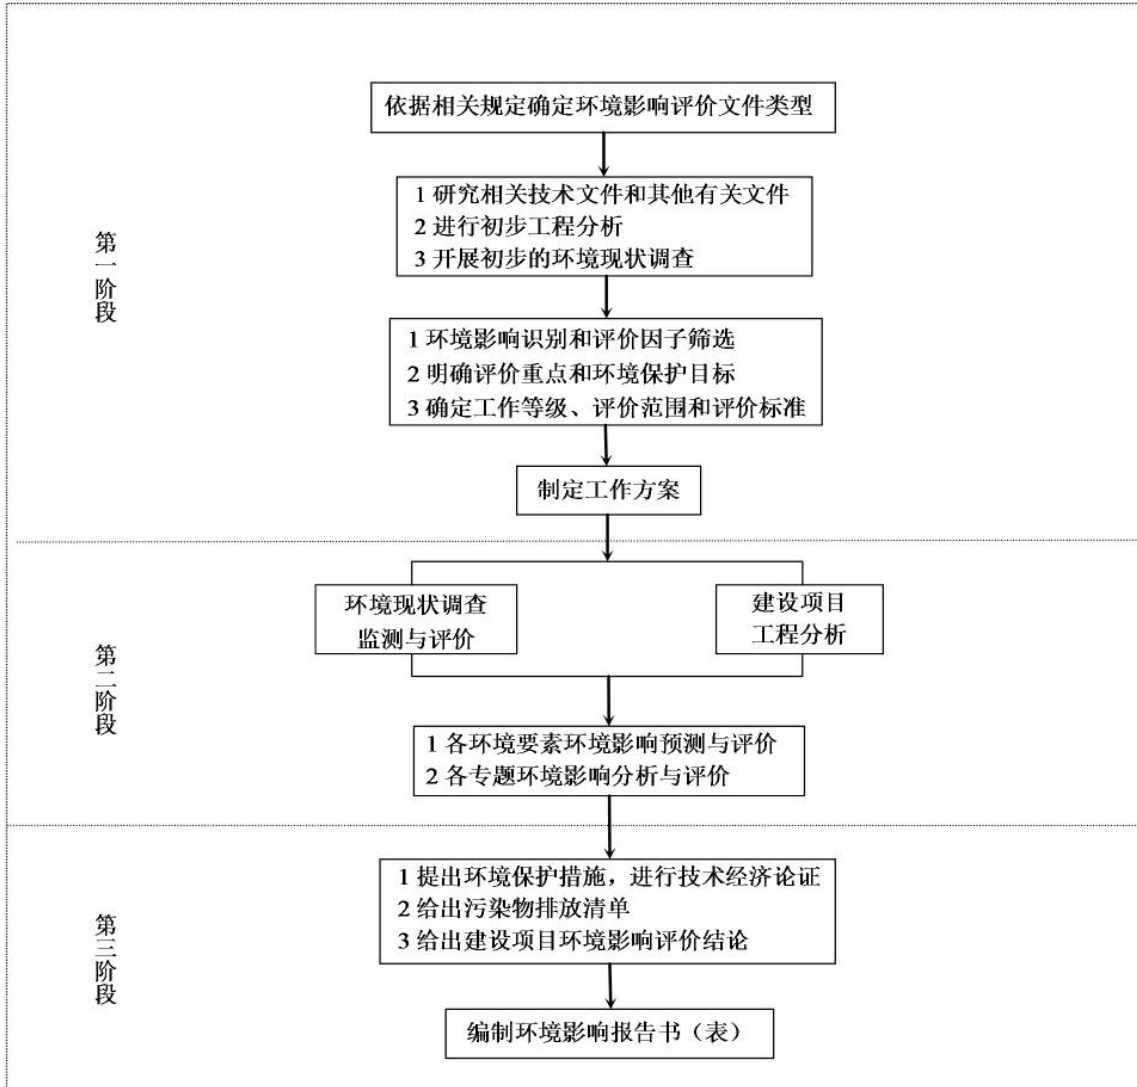 依据相关规定确定环境影响评价文件类型
1 研究相关技术文件和其他有关文件
2 进行初步工程分析
3 开展初步的环境现状调查
第一阶段
1 环境影响识别和评价因子筛选
2 明确评价重点和环境保护目标
3 确定工作等级、评价范围和评价标准
制定工作方案
环境现状调查
监测与评价
建设项目
工程分析
第二阶段
1 各环境要素环境影响预测与评价
2 各专题环境影响分析与评价
1 提出环境保护措施，进行技术经济论证
2 给出污染物排放清单
3 给出建设项目环境影响评价结论
第三阶段
编制环境影响报告书（表）